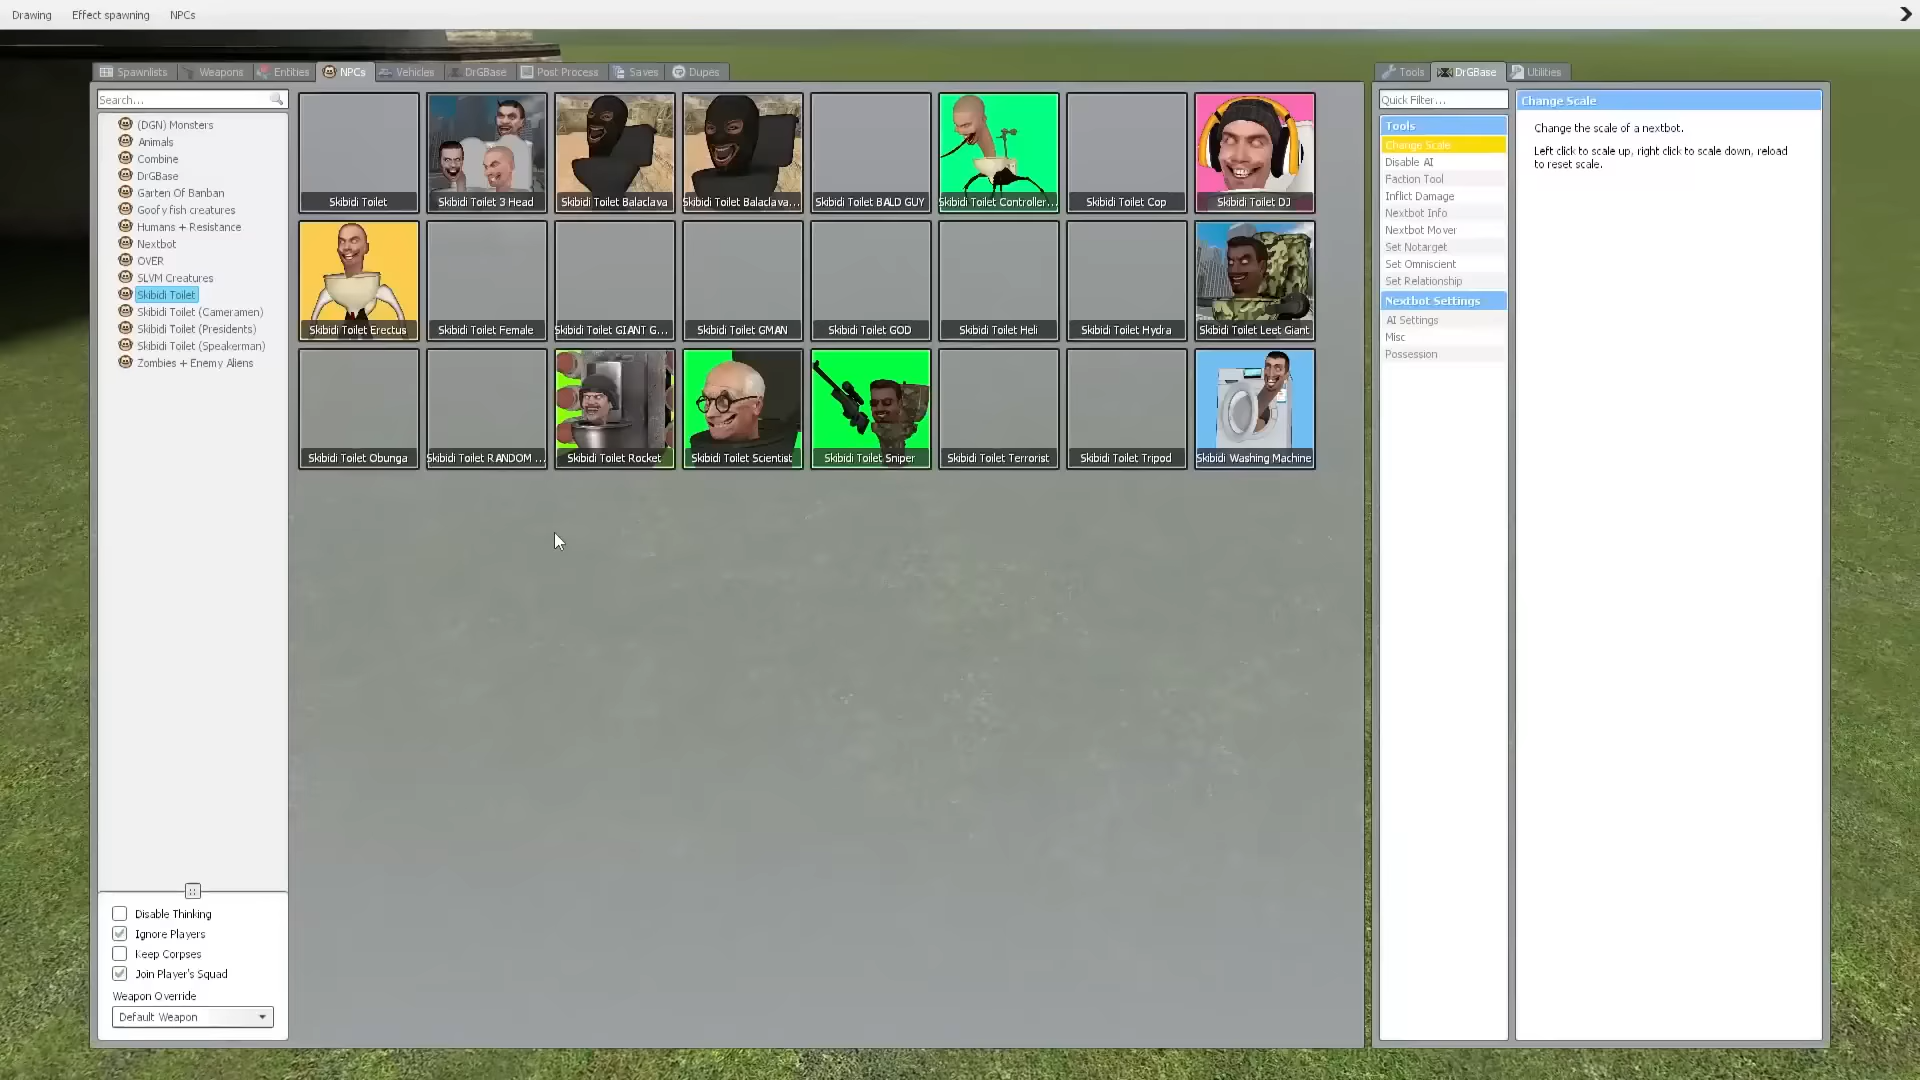 Drawing Effect spawning NPCs
Spawnlists Weapons Entities NPCs Vehicles DrGBase Post Process Saves Dupes
Search...
(DGN) Monsters
Animals
Combine
DrGBase
Garten Of Banban
Goofy fish creatures
Humans + Resistance
Nextbot
OVER
SLVM Creatures
Skibidi Toilet
Skibidi Toilet (Cameramen)
Skibidi Toilet (Presidents)
Skibidi Toilet (Speakerman)
Zombies + Enemy Aliens
Disable Thinking
Ignore Players
Keep Corpses
Join Player's Squad
Weapon Override
Default Weapon
Skibidi Toilet
Skibidi Toilet 3 Head
Skibidi Toilet Balaclava
Skibidi Toilet Balaclava...
Skibidi Toilet BALD GUY
Skibidi Toilet Controller...
Skibidi Toilet Cop
Skibidi Toilet DJ
Skibidi Toilet Erectus
Skibidi Toilet Female
Skibidi Toilet GIANT G...
Skibidi Toilet GMAN
Skibidi Toilet GOD
Skibidi Toilet Heli
Skibidi Toilet Hydra
Skibidi Toilet Leet Giant
Skibidi Toilet Obunga
Skibidi Toilet RANDOM ...
Skibidi Toilet Rocket
Skibidi Toilet Scientist
Skibidi Toilet Sniper
Skibidi Toilet Terrorist
Skibidi Toilet Tripod
Skibidi Washing Machine
Tools DrGBase Utilities
Quick Filter...
Tools
Change Scale
Disable AI
Faction Tool
Inflict Damage
Nextbot Info
Nextbot Mover
Set Notarget
Set Omniscient
Set Relationship
Nextbot Settings
AI Settings
Misc
Possession
Change Scale
Change the scale of a nextbot.
Left click to scale up, right click to scale down, reload
to reset scale.